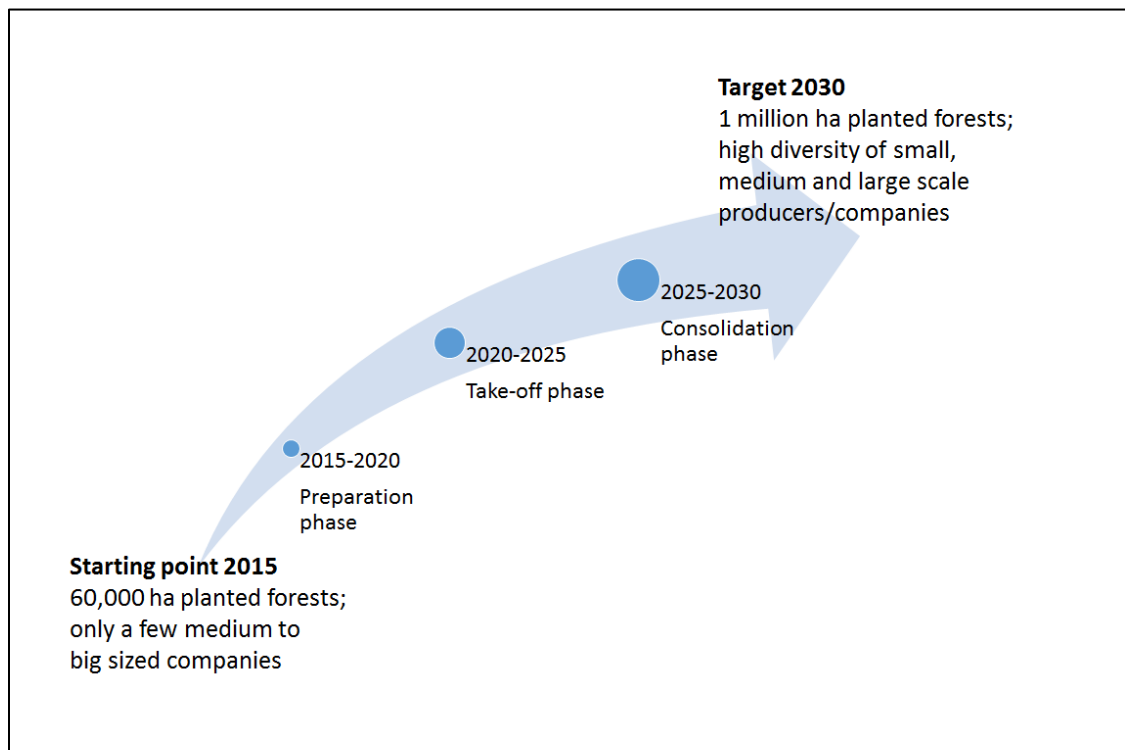 Target 2030
1 million ha planted forests;
high diversity of small,
medium and large scale
producers/companies
2025-2030
Consolidation
phase
2020-2025
Take-off phase
2015-2020
Preparation
phase
Starting point 2015
60,000 ha planted forests;
only a few medium to
big sized companies